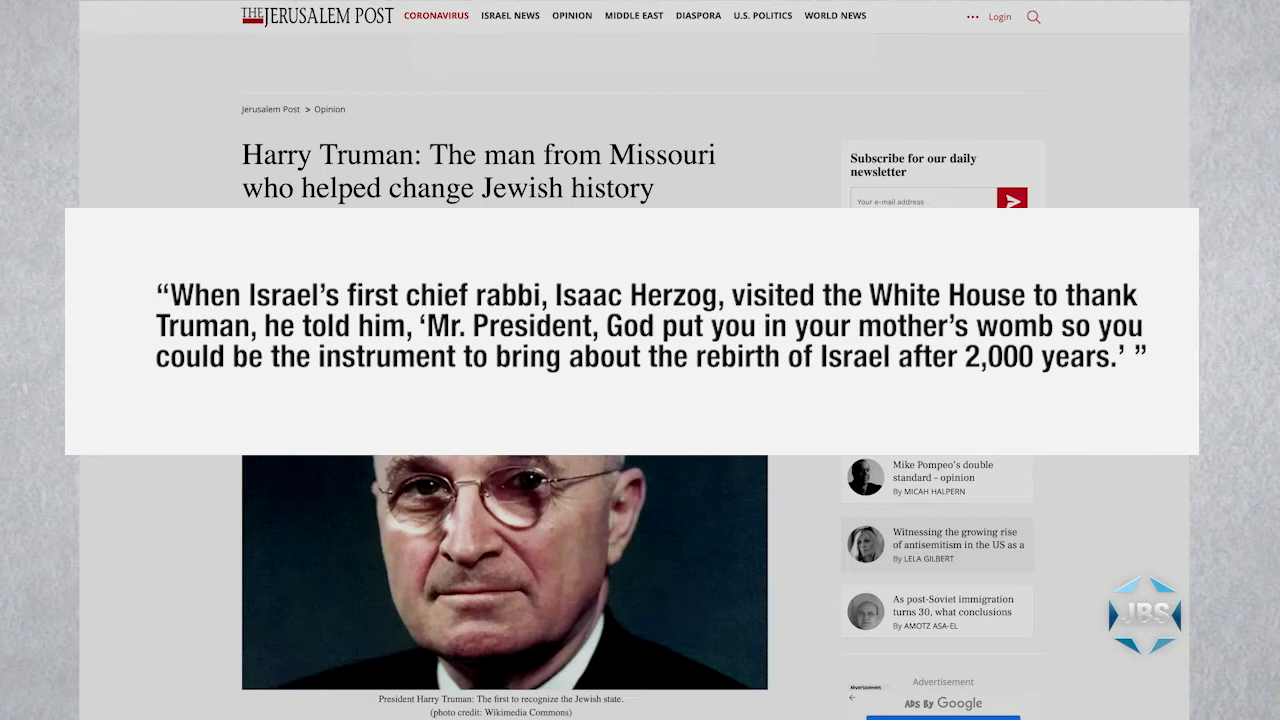 THE JERUSALEM POST CORONAVIRUS ISRAEL NEWS OPINION MIDDLE EAST DIASPORA U.S. POLITICS WORLD NEWS ••• Login
Jerusalem Post > Opinion
Harry Truman: The man from Missouri
who helped change Jewish history
Subscribe for our daily
newsletter
Your e-mail address
“When Israel’s first chief rabbi, Isaac Herzog, visited the White House to thank
Truman, he told him, ‘Mr. President, God put you in your mother’s womb so you
could be the instrument to bring about the rebirth of Israel after 2,000 years.’ ”
President Harry Truman: The first to recognize the Jewish state.
(photo credit: Wikimedia Commons)
Mike Pompeo’s double
standard – opinion
By MICAH HALPERN
Witnessing the growing rise
of antisemitism in the US as a
By LELA GILBERT
As post-Soviet immigration
turns 30, what conclusions
By AMOTZ ASA-EL
JBS
Advertisement
Advertisement
ADS BY Google